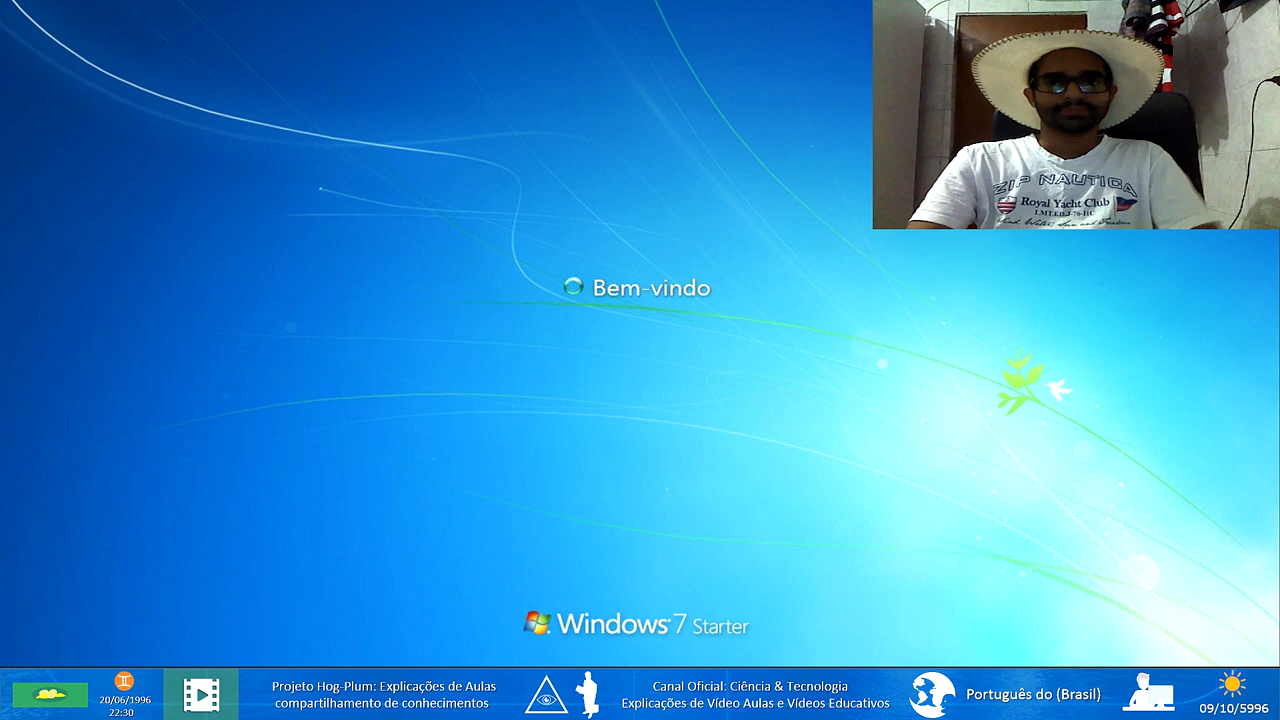 ZIP NAUTICA
Royal Yacht Club
Bem-vindo
Windows 7 Starter
20/06/1996
22:30
Projeto Hog-Plum: Explicações de Aulas
compartilhamento de conhecimentos
Canal Oficial: Ciência & Tecnologia
Explicações de Vídeo Aulas e Vídeos Educativos
Português do (Brasil)
09/10/5996